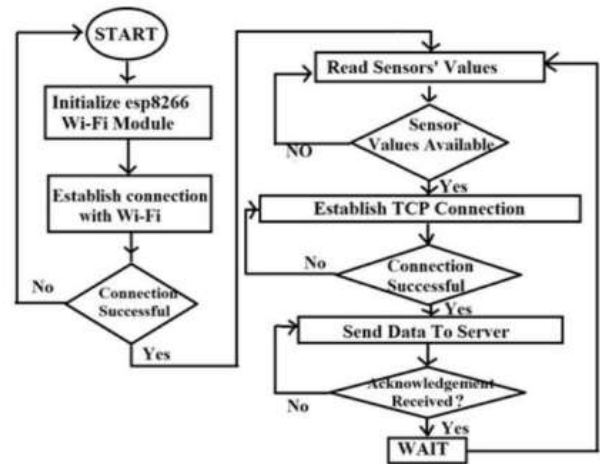 START
Initialize esp8266
Wi-Fi Module
Establish connection
with Wi-Fi
No
Connection
Successful
Yes
Read Sensors' Values
Sensor
Values Available
NO
Yes
Establish TCP Connection
No
Connection
Successful
Yes
Send Data To Server
Acknowledgement
Received?
No
Yes
WAIT